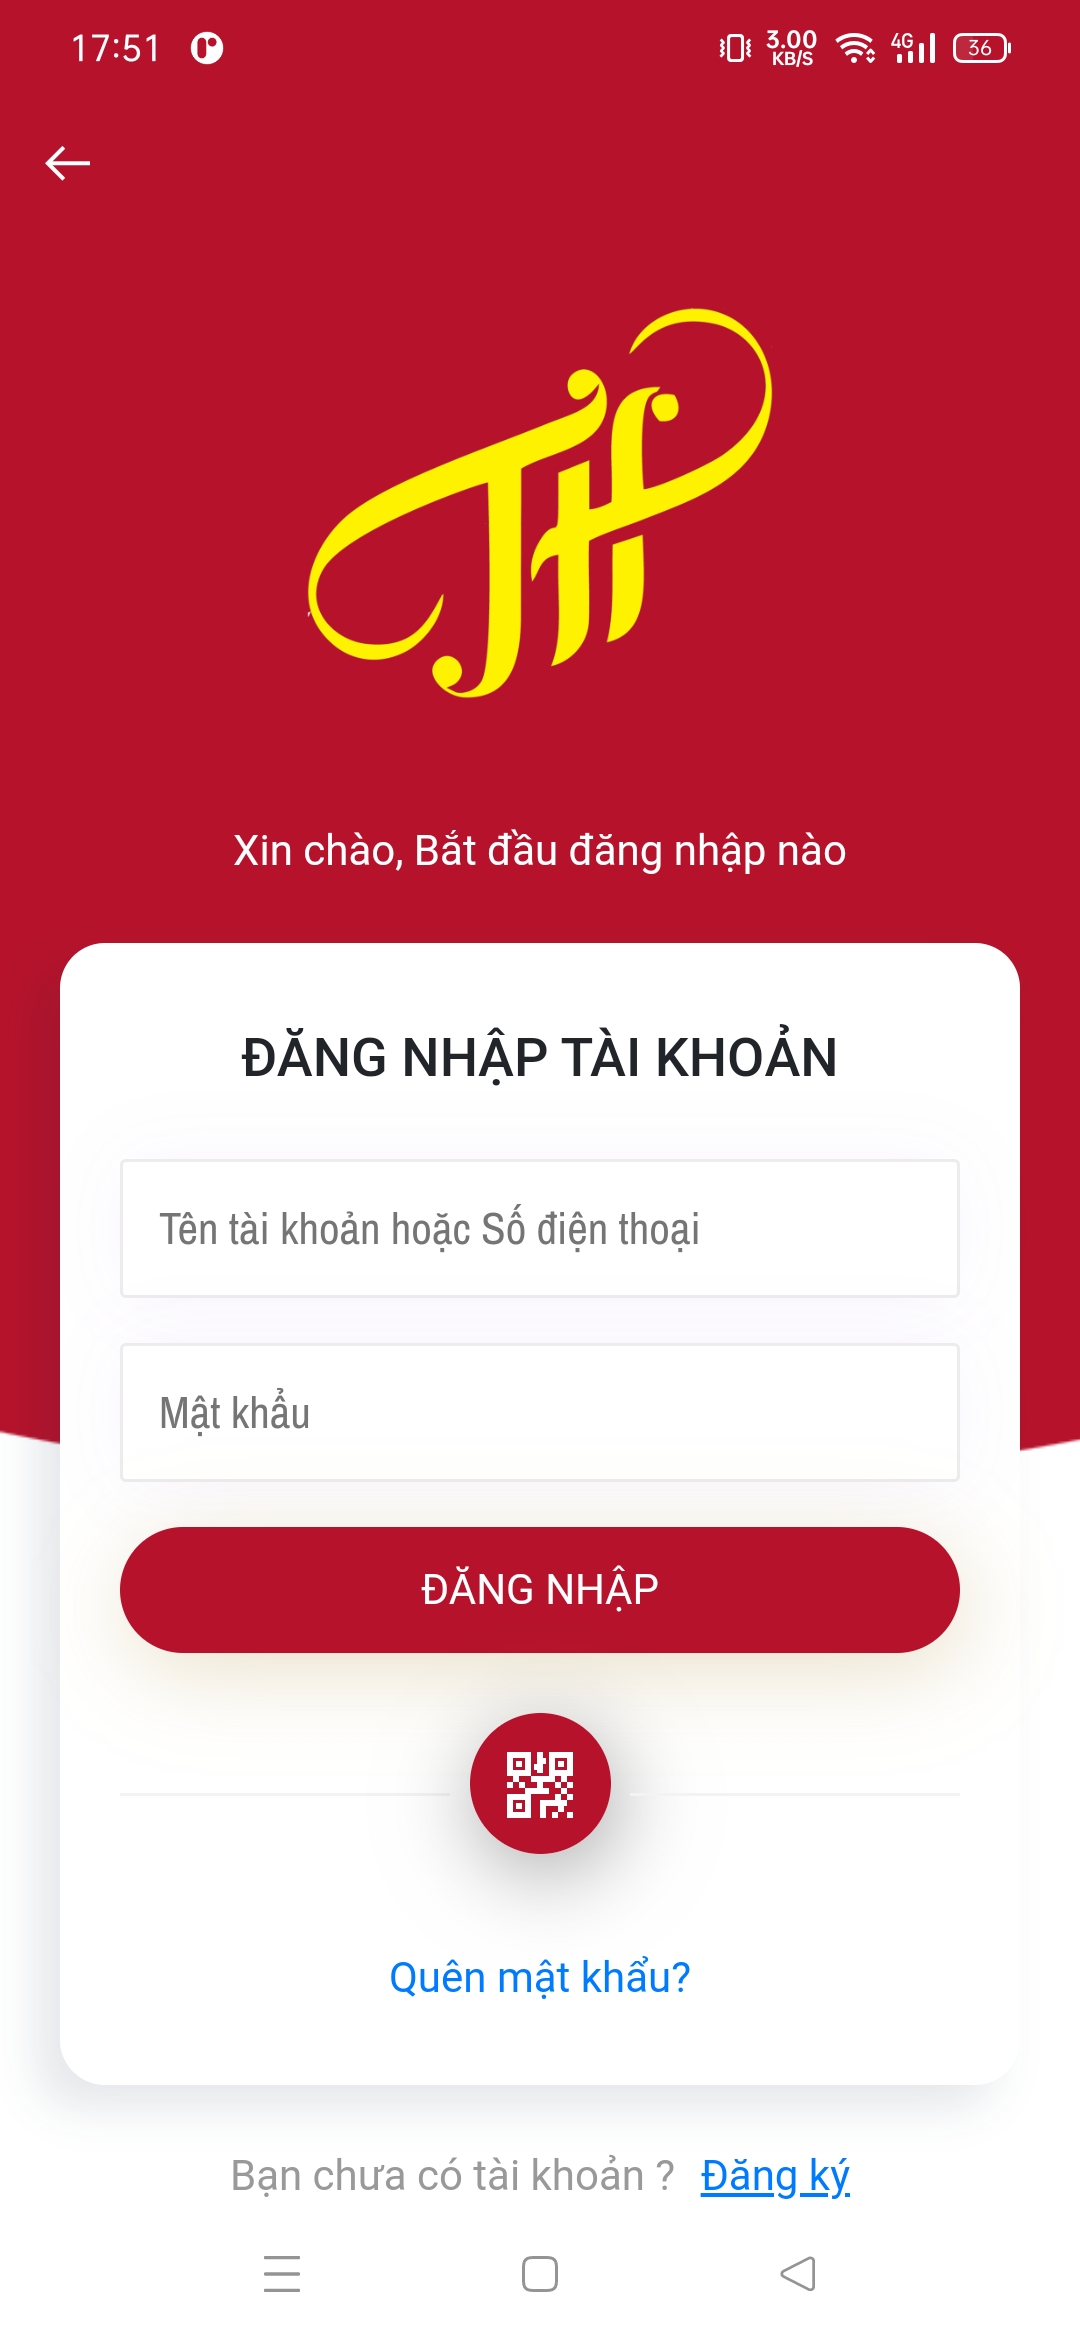 17:51
3.00
KB/S
4G
36
TH
Xin chào, Bắt đầu đăng nhập nào
ĐĂNG NHẬP TÀI KHOẢN
Tên tài khoản hoặc Số điện thoại
Mật khẩu
ĐĂNG NHẬP
Quên mật khẩu?
Bạn chưa có tài khoản ? Đăng ký